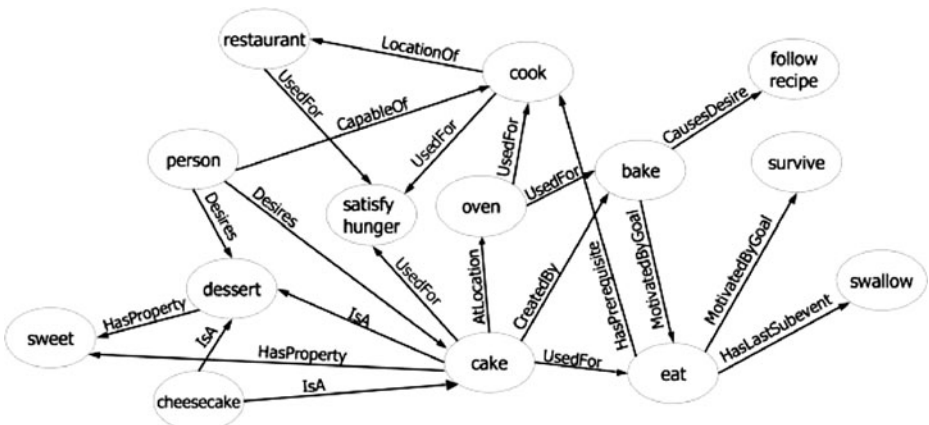 restaurant
LocationOf
cook
follow
recipe
UsedFor
CapableOf
UsedFor
UsedFor
CausesDesire
person
satisfy
hunger
oven
UsedFor
bake
survive
Desires
Desires
UsedFor
AtLocation
CreatedBy
HasPrerequisite
MotivatedByGoal
MotivatedByGoal
dessert
swallow
HasProperty
IsA
IsA
HasLastSubevent
sweet
HasProperty
cake
UsedFor
eat
cheesecake
IsA